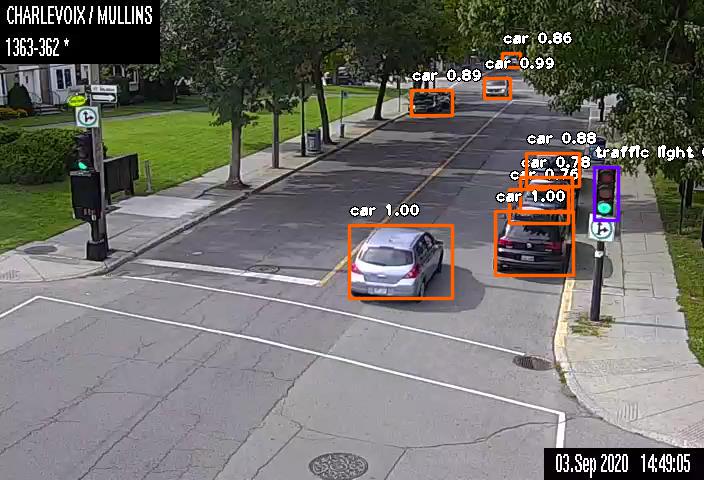 CHARLEVOIX / MULLINS
1363-362 *
car 0.86
car 0.99
car 0.89
car 0.88
car 0.78
car 0.76
traffic light
car 1.00
car 1.00
03.Sep 2020 14:49:05